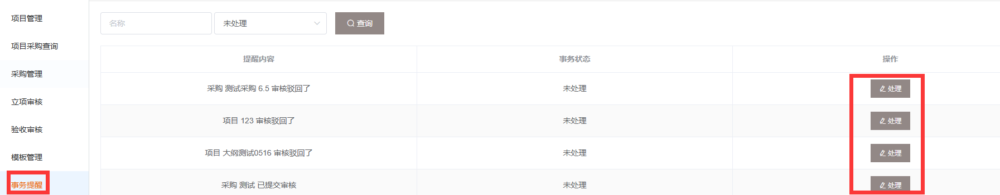 项目管理
项目采购查询
采购管理
立项审核
验收审核
模板管理
事务提醒
名称 未处理 查询
提醒内容 事务状态 操作
采购 测试采购 6.5 审核驳回了 未处理 处理
项目 123 审核驳回了 未处理 处理
项目 大纲测试0516 审核驳回了 未处理 处理
采购 测试 已提交审核 未处理 处理